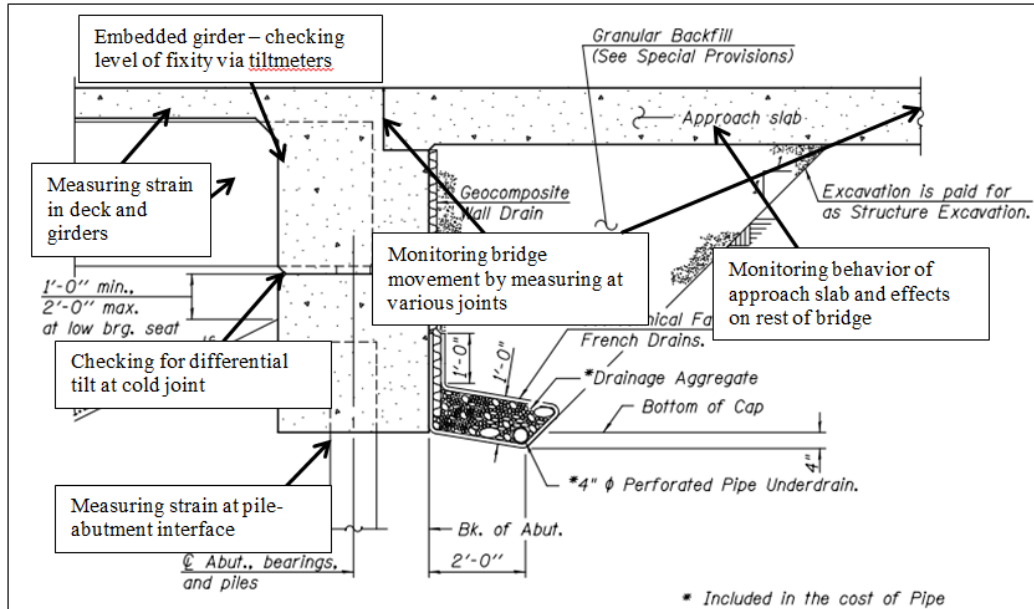 Embedded girder – checking
level of fixity via tiltmeters
Granular Backfill
(See Special Provisions)
Approach slab
Measuring strain
in deck and
girders
Geocomposite
Wall Drain
Excavation is paid for
as Structure Excavation.
1
1
Monitoring bridge
movement by measuring at
various joints
Monitoring behavior of
approach slab and effects
on rest of bridge
1'-0" min.,
2'-0" max.
at low brg. seat
Checking for differential
tilt at cold joint
French Drains.
1'-0"
1'-0"
*Drainage Aggregate
Bottom of Cap
4"
*4" ϕ Perforated Pipe Underdrain.
Measuring strain at pile-
abutment interface
Bk. of Abut.
2'-0"
℄ Abut., bearings,
and piles
* Included in the cost of Pipe